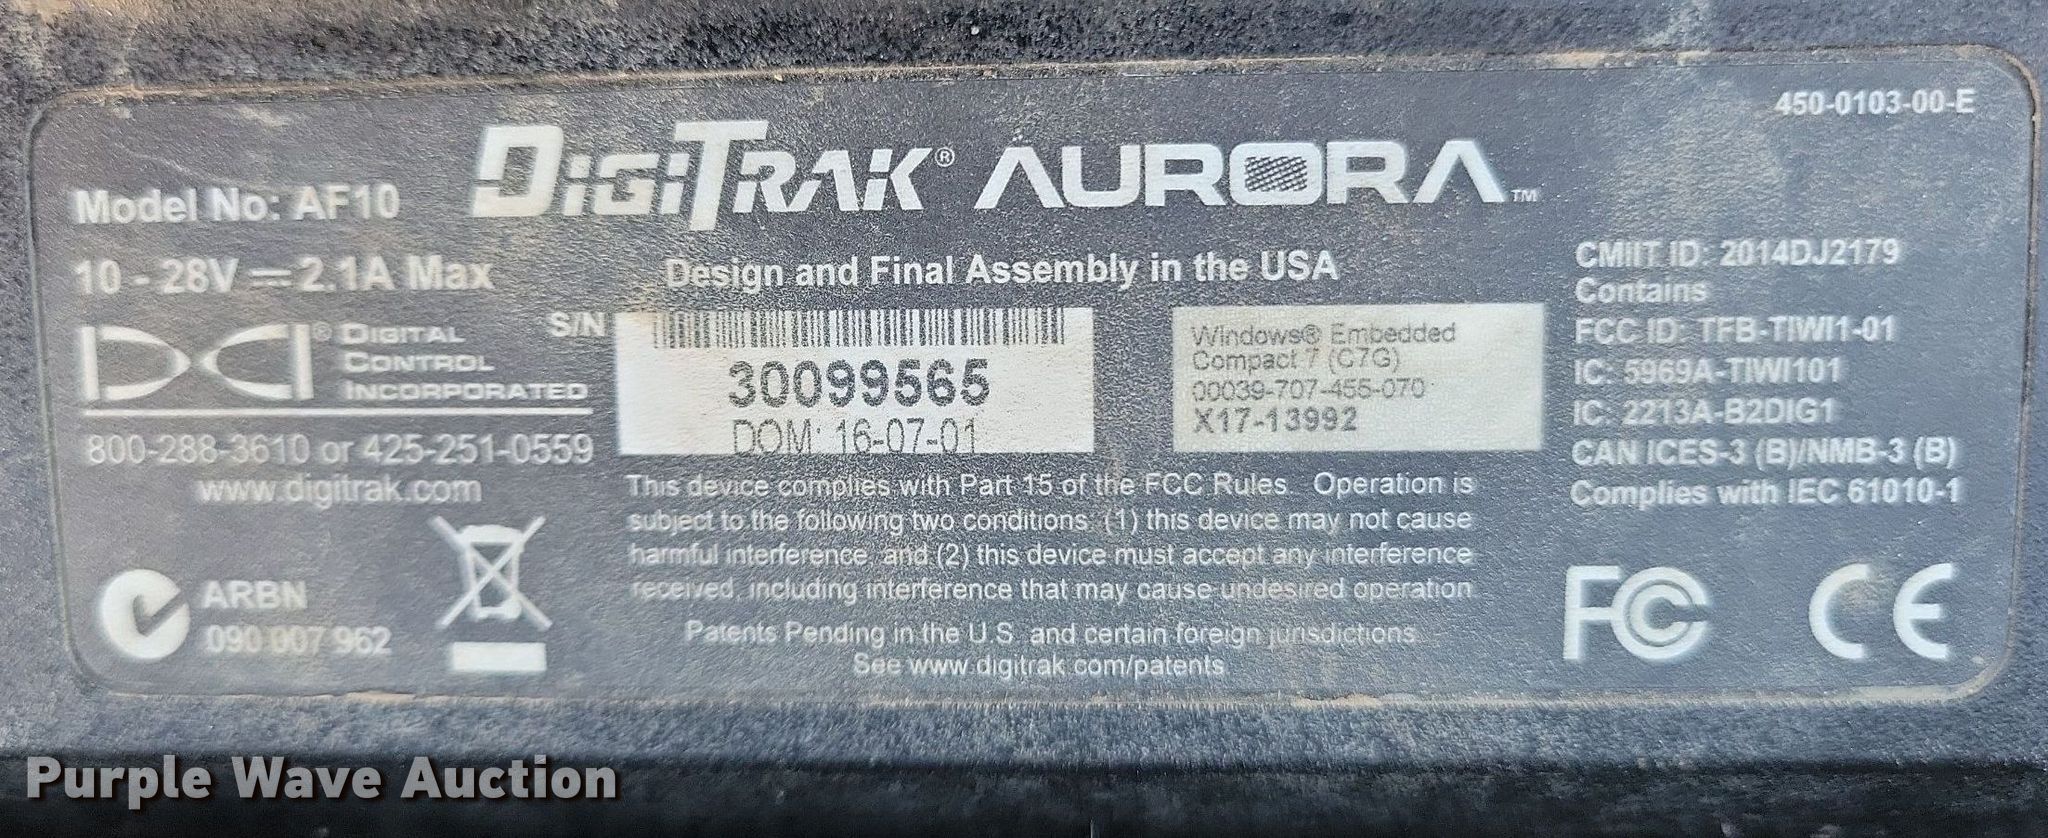 450-0103-00-E
DIGITRAK® AURORA™
Model No: AF10
10 - 28V 2.1A Max
Design and Final Assembly in the USA
DCI® DIGITAL
CONTROL
INCORPORATED
800-288-3610 or 425-251-0559
www.digitrak.com
S/N
30099565
DOM: 16-07-01
Windows® Embedded
Compact 7 (C7G)
00039-707-455-070
X17-13992
CMIIT ID: 2014DJ2179
Contains
FCC ID: TFB-TIWI1-01
IC: 5969A-TIWI101
IC: 2213A-B2DIG1
CAN ICES-3 (B)/NMB-3 (B)
Complies with IEC 61010-1
This device complies with Part 15 of the FCC Rules. Operation is
subject to the following two conditions: (1) this device may not cause
harmful interference, and (2) this device must accept any interference
received, including interference that may cause undesired operation.
Patents Pending in the U.S. and certain foreign jurisdictions.
See www.digitrak.com/patents.
ARBN
090 007 962
FC CE
Purple Wave Auction